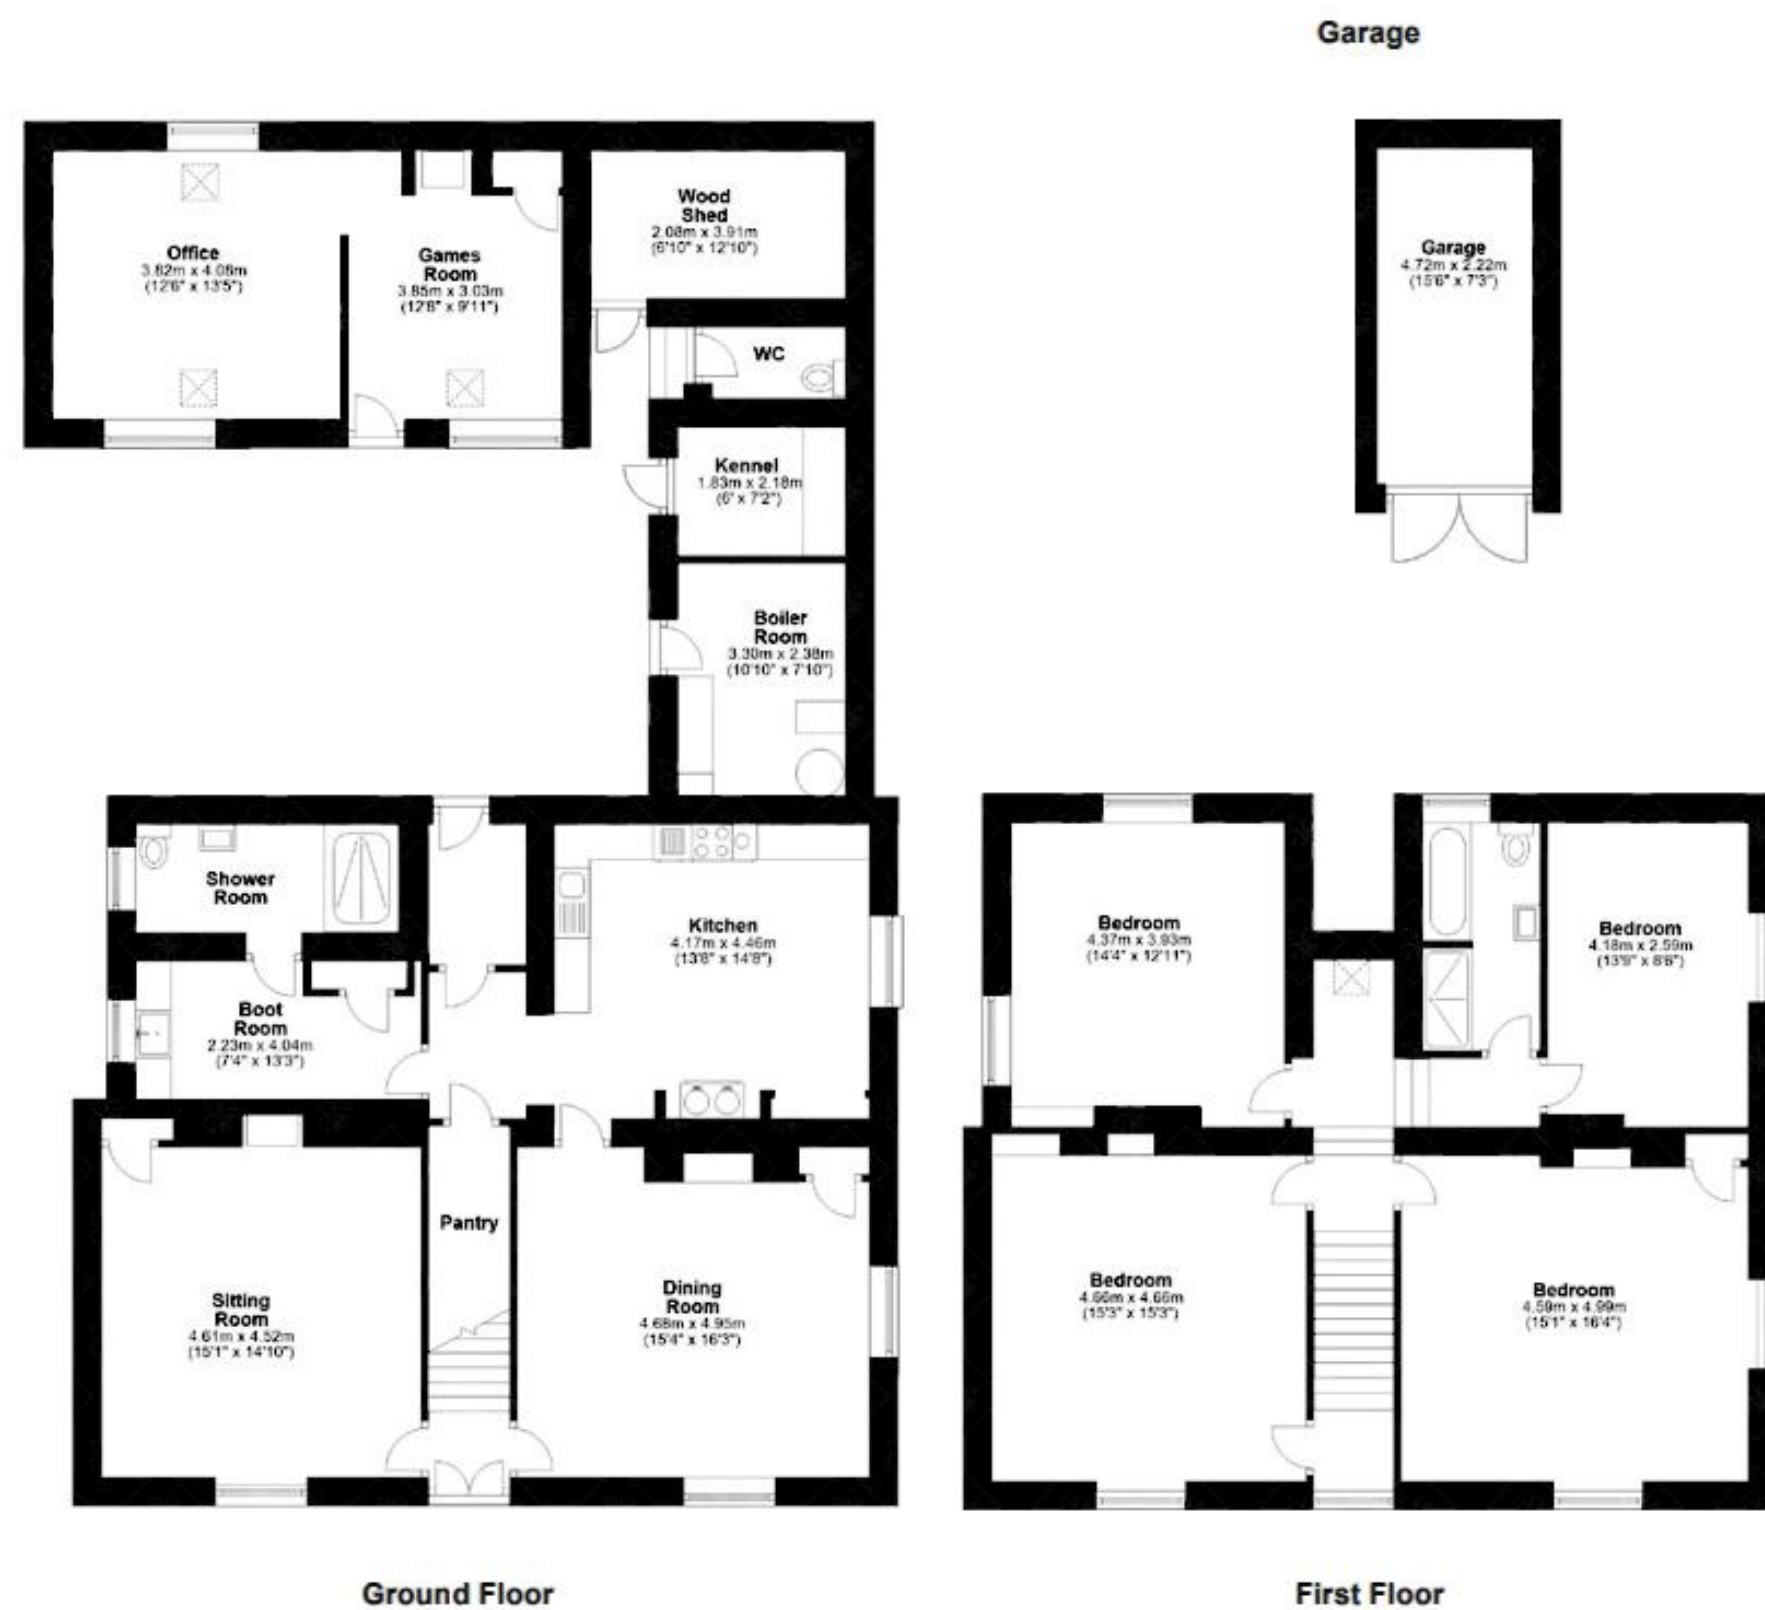 Garage
Wood
Shed
2.08m x 3.91m
(6'10" x 12'10")
Office
3.82m x 4.08m
(12'6" x 13'5")
Games
Room
3.85m x 3.03m
(12'8" x 9'11")
Garage
4.72m x 2.22m
(15'6" x 7'3")
WC
Kennel
1.83m x 2.18m
(6' x 7'2")
Boiler
Room
3.30m x 2.38m
(10'10" x 7'10")
Shower
Room
Kitchen
4.17m x 4.46m
(13'8" x 14'8")
Boot
Room
2.23m x 4.04m
(7'4" x 13'3")
Pantry
Sitting
Room
4.61m x 4.52m
(15'1" x 14'10")
Dining
Room
4.68m x 4.95m
(15'4" x 16'3")
Bedroom
4.37m x 3.93m
(14'4" x 12'11")
Bedroom
4.18m x 2.59m
(13'9" x 8'6")
Bedroom
4.66m x 4.66m
(15'3" x 15'3")
Bedroom
4.59m x 4.99m
(15'1" x 16'4")
Ground Floor
First Floor